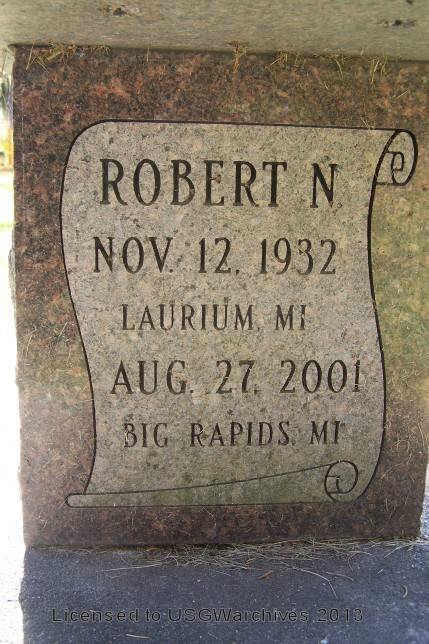 ROBERT N.
NOV. 12, 1932
LAURIUM, MI
AUG. 27, 2001
BIG RAPIDS, MI
Licensed to USGWarchives 2013